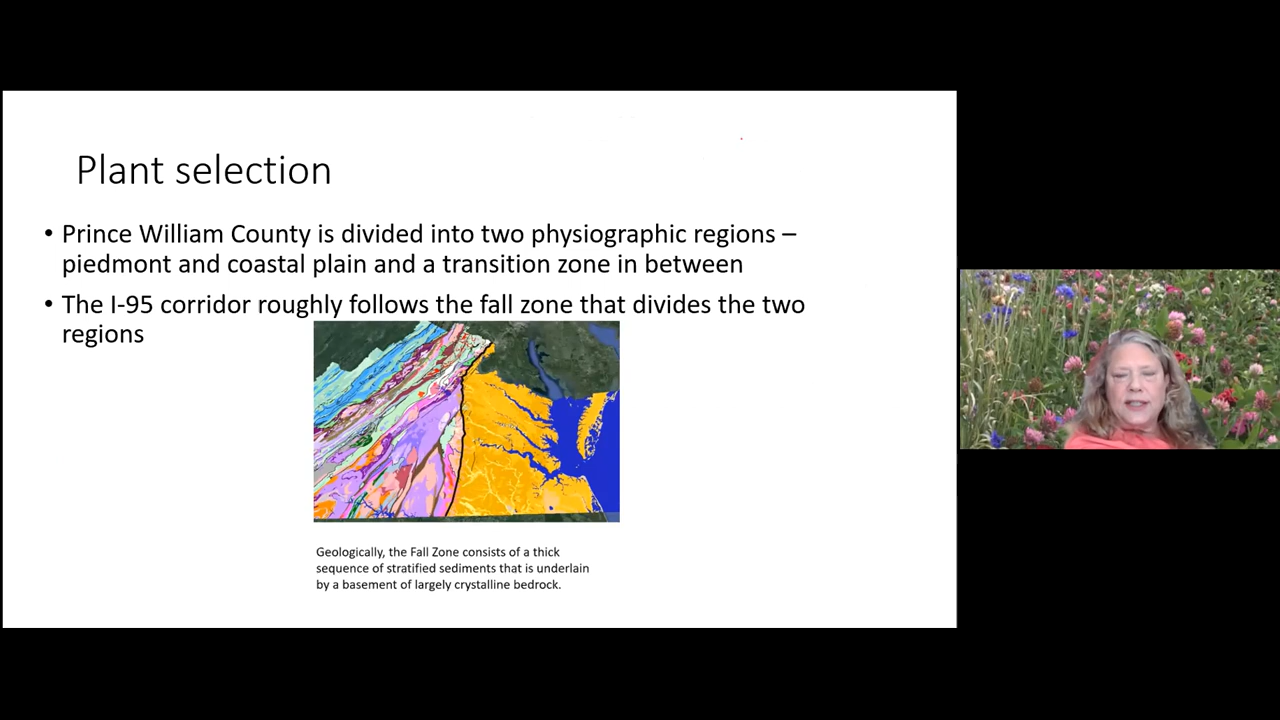 Plant selection
• Prince William County is divided into two physiographic regions –
piedmont and coastal plain and a transition zone in between
• The I-95 corridor roughly follows the fall zone that divides the two
regions
Geologically, the Fall Zone consists of a thick
sequence of stratified sediments that is underlain
by a basement of largely crystalline bedrock.